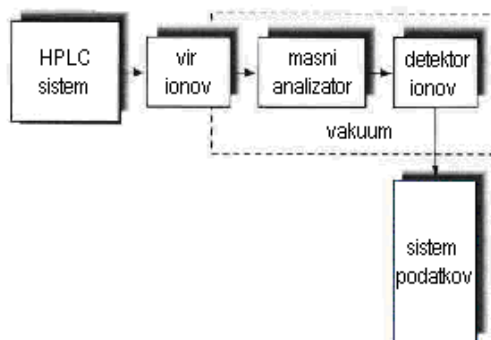 HPLC
sistem
vir
ionov
masni
analizator
detektor
ionov
vakuum
sistem
podatkov